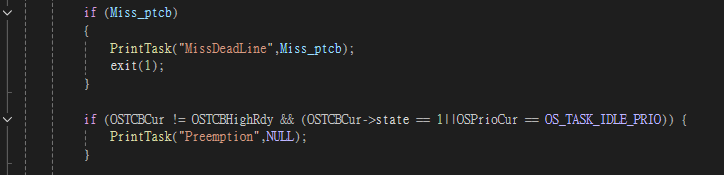 if (Miss_ptcb)
{
PrintTask("MissDeadLine",Miss_ptcb);
exit(1);
}
if (OSTCBCur != OSTCBHighRdy && (OSTCBCur->state == 1||OSPrioCur == OS_TASK_IDLE_PRIO)) {
PrintTask("Preemption",NULL);
}